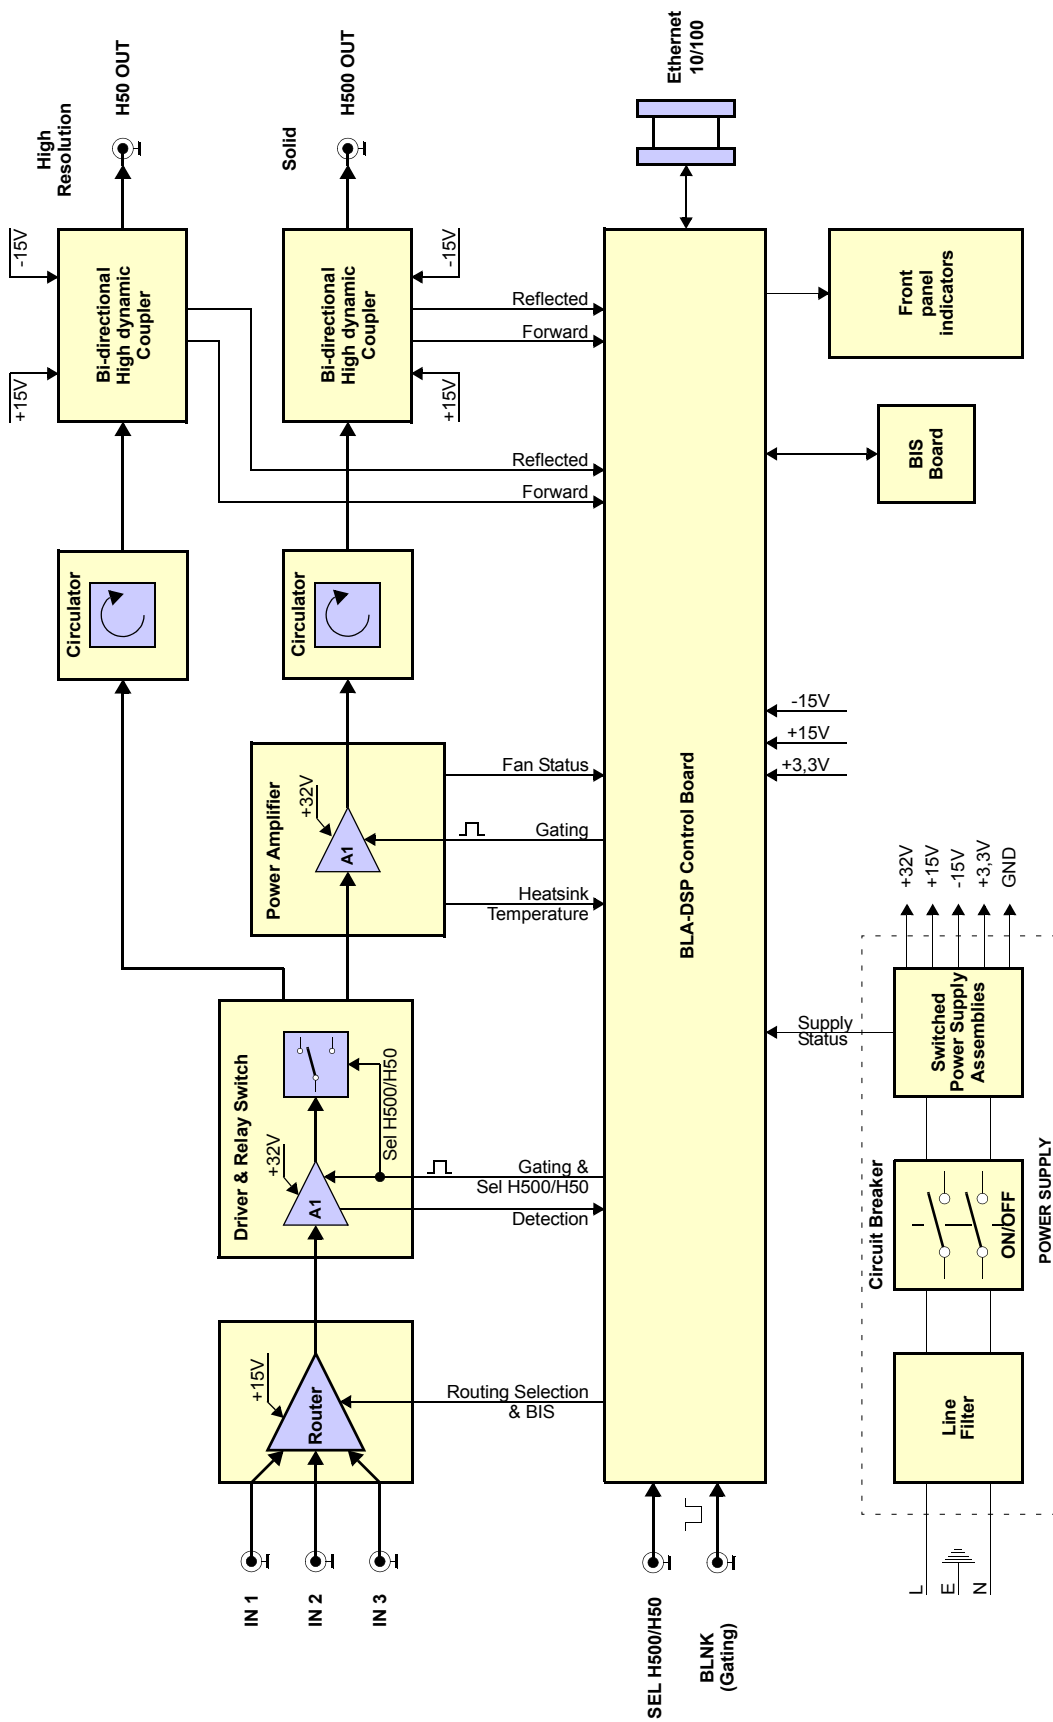 High
Resolution
H50 OUT
-15V
+15V
Bi-directional
High dynamic
Coupler
Circulator
Solid
H500 OUT
-15V
+15V
Bi-directional
High dynamic
Coupler
Circulator
Reflected
Forward
Reflected
Forward
Power Amplifier
+32V
A1
Fan Status
Gating
Heatsink
Temperature
Driver & Relay Switch
+32V
A1
Sel H500/H50
Gating &
Sel H500/H50
Detection
+15V
Router
Routing Selection
& BIS
IN 1
IN 2
IN 3
SEL H500/H50
BLNK
(Gating)
BLA-DSP Control Board
Ethernet
10/100
Front
panel
indicators
BIS
Board
-15V
+15V
+3,3V
Supply
Status
+32V
+15V
-15V
+3,3V
GND
Switched
Power Supply
Assemblies
Circuit Breaker
ON/OFF
POWER SUPPLY
Line
Filter
L
E
N